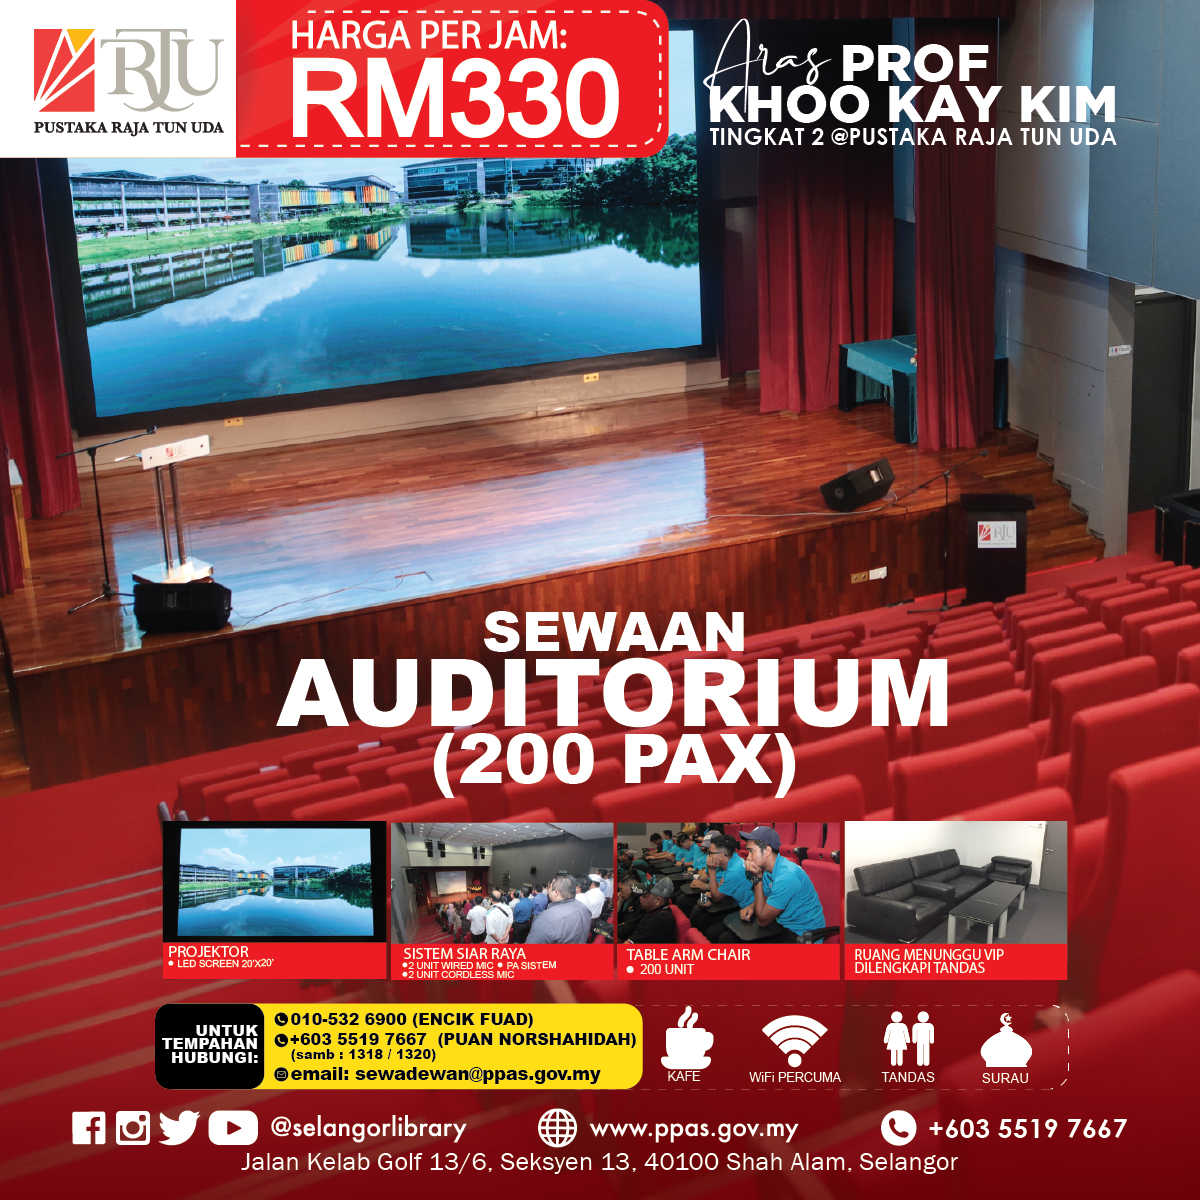 RTU
PUSTAKA RAJA TUN UDA
HARGA PER JAM:
RM330
Aras PROF
KHOO KAY KIM
TINGKAT 2 @PUSTAKA RAJA TUN UDA
RTU
SEWAAN
AUDITORIUM
(200 PAX)
PROJEKTOR
• LED SCREEN 20'X20'
SISTEM SIAR RAYA
• 2 UNIT WIRED MIC • PA SISTEM
• 2 UNIT CORDLESS MIC
TABLE ARM CHAIR
• 200 UNIT
RUANG MENUNGGU VIP
DILENGKAPI TANDAS
UNTUK
TEMPAHAN
HUBUNGI:
010-532 6900 (ENCIK FUAD)
+603 5519 7667 (PUAN NORSHAHIDAH)
(samb : 1318 / 1320)
email: sewadewan@ppas.gov.my
KAFE
WiFi PERCUMA
TANDAS
SURAU
@selangorlibrary
www.ppas.gov.my
+603 5519 7667
Jalan Kelab Golf 13/6, Seksyen 13, 40100 Shah Alam, Selangor